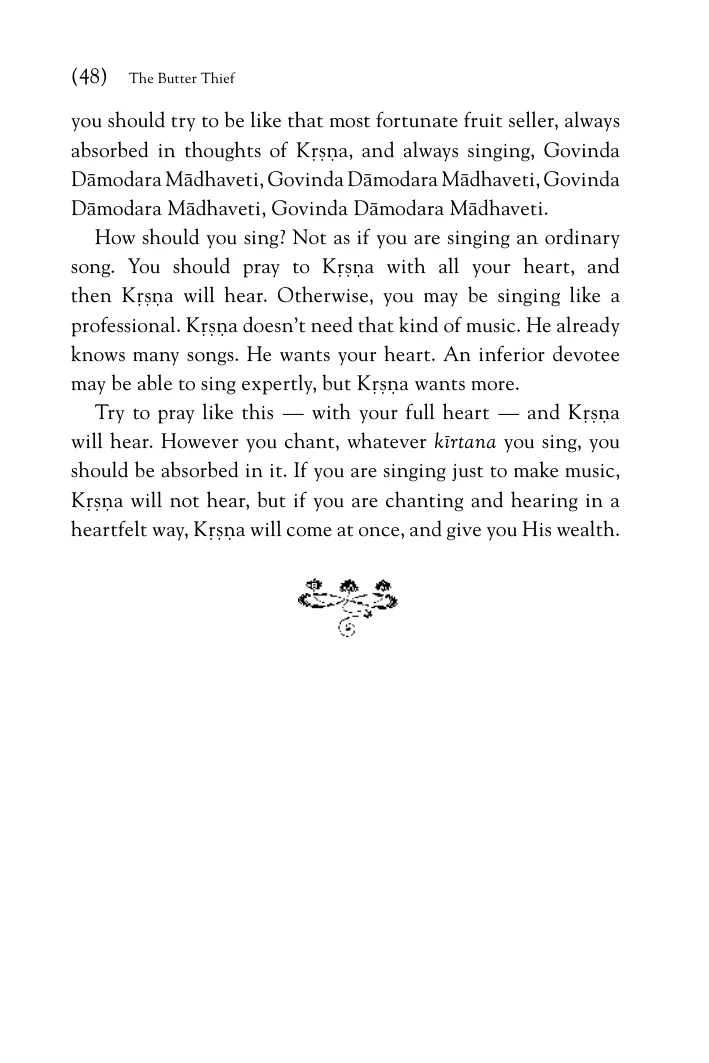 (48) The Butter Thief
you should try to be like that most fortunate fruit seller, always
absorbed in thoughts of Kṛṣṇa, and always singing, Govinda
Dāmodara Mādhaveti, Govinda Dāmodara Mādhaveti, Govinda
Dāmodara Mādhaveti, Govinda Dāmodara Mādhaveti.
How should you sing? Not as if you are singing an ordinary
song. You should pray to Kṛṣṇa with all your heart, and
then Kṛṣṇa will hear. Otherwise, you may be singing like a
professional. Kṛṣṇa doesn’t need that kind of music. He already
knows many songs. He wants your heart. An inferior devotee
may be able to sing expertly, but Kṛṣṇa wants more.
Try to pray like this — with your full heart — and Kṛṣṇa
will hear. However you chant, whatever kīrtana you sing, you
should be absorbed in it. If you are singing just to make music,
Kṛṣṇa will not hear, but if you are chanting and hearing in a
heartfelt way, Kṛṣṇa will come at once, and give you His wealth.